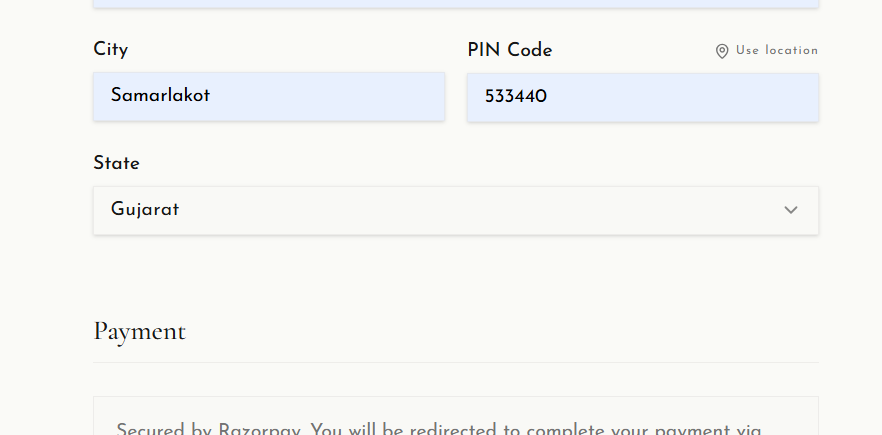 City
PIN Code
Use location
Samarlakot
533440
State
Gujarat
Payment
Secured by Razorpay. You will be redirected to complete your payment via